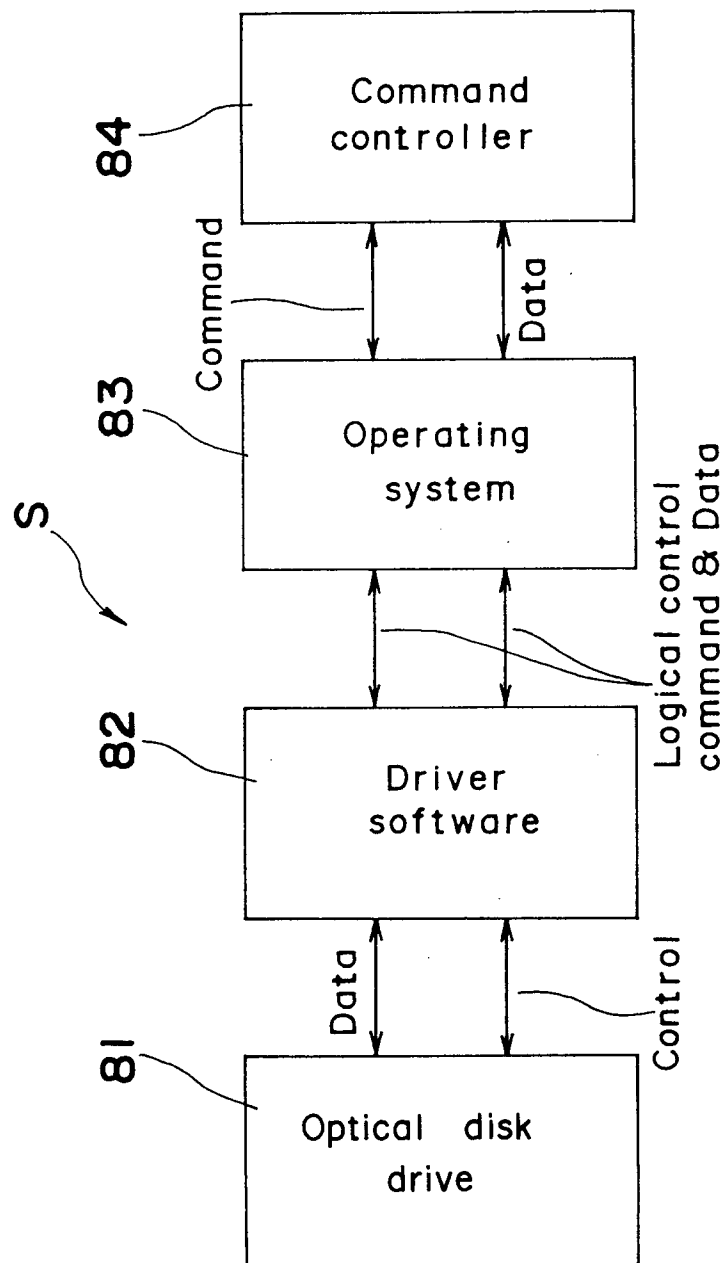 84
Command
controller
Command
Data
83
Operating
system
S
Logical control
command & Data
82
Driver
software
Data
Control
81
Optical disk
drive